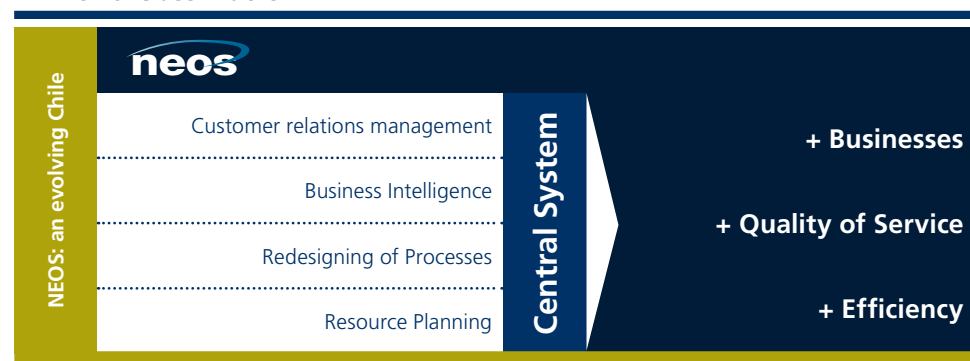 NEOS: an evolving Chile
neos
Customer relations management
Business Intelligence
Redesigning of Processes
Resource Planning
Central System
+ Businesses
+ Quality of Service
+ Efficiency